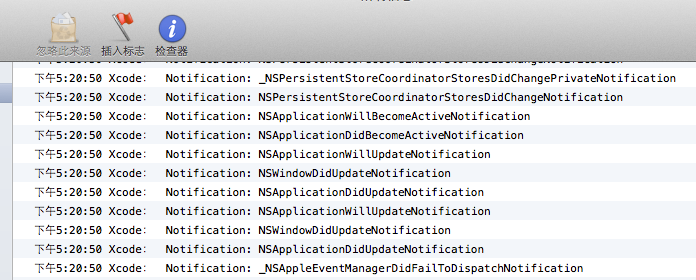 忽略此来源 插入标志 检查器
下午5:20:50 Xcode: Notification: _NSPersistentStoreCoordinatorStoresDidChangePrivateNotification
下午5:20:50 Xcode: Notification: NSPersistentStoreCoordinatorStoresDidChangeNotification
下午5:20:50 Xcode: Notification: NSApplicationWillBecomeActiveNotification
下午5:20:50 Xcode: Notification: NSApplicationDidBecomeActiveNotification
下午5:20:50 Xcode: Notification: NSApplicationWillUpdateNotification
下午5:20:50 Xcode: Notification: NSWindowDidUpdateNotification
下午5:20:50 Xcode: Notification: NSApplicationDidUpdateNotification
下午5:20:50 Xcode: Notification: NSApplicationWillUpdateNotification
下午5:20:50 Xcode: Notification: NSWindowDidUpdateNotification
下午5:20:50 Xcode: Notification: NSApplicationDidUpdateNotification
下午5:20:50 Xcode: Notification: _NSAppleEventManagerDidFailToDispatchNotification